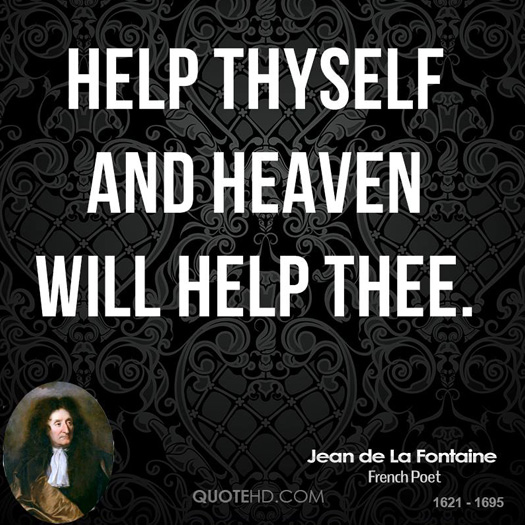 HELP THYSELF
AND HEAVEN
WILL HELP THEE.
Jean de La Fontaine
French Poet
QUOTEHD.COM
1621 - 1695